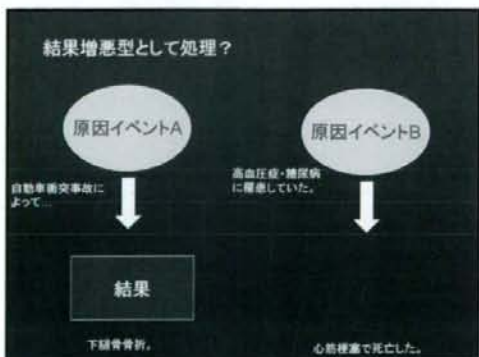 結果増悪型として処理？
原因イベントA
原因イベントB
自動車衝突事故に
よって…
高血圧症・糖尿病
に罹患していた。
結果
下腿骨骨折。
心筋梗塞で死亡した。